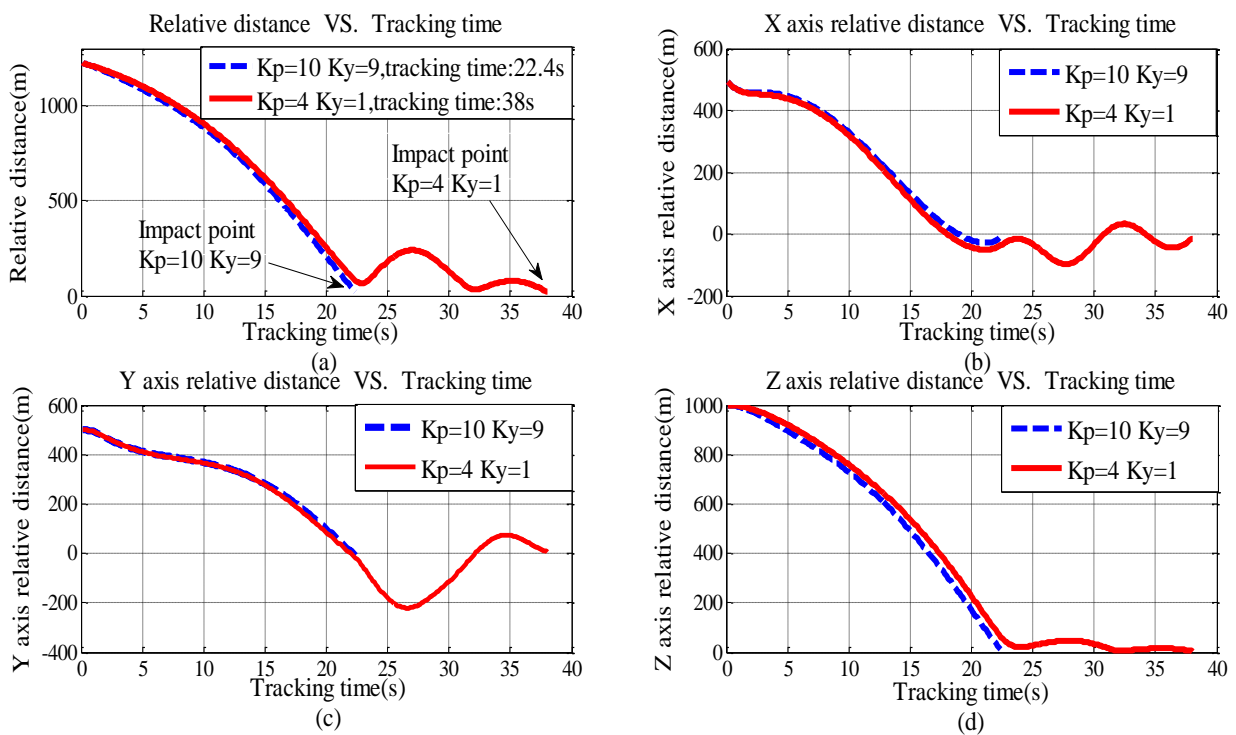 Relative distance VS. Tracking time
Relative distance(m)
1000
500
0
0 5 10 15 20 25 30 35 40
Kp=10 Ky=9,tracking time:22.4s
Kp=4 Ky=1,tracking time:38s
Impact point
Kp=4 Ky=1
Impact point
Kp=10 Ky=9
Tracking time(s)
(a)
X axis relative distance VS. Tracking time
X axis relative distance(m)
600
400
200
0
-200
0 5 10 15 20 25 30 35 40
Kp=10 Ky=9
Kp=4 Ky=1
Tracking time(s)
(b)
Y axis relative distance VS. Tracking time
Y axis relative distance(m)
600
400
200
0
-200
-400
0 5 10 15 20 25 30 35 40
Kp=10 Ky=9
Kp=4 Ky=1
Tracking time(s)
(c)
Z axis relative distance VS. Tracking time
Z axis relative distance(m)
1000
800
600
400
200
0
0 5 10 15 20 25 30 35 40
Kp=10 Ky=9
Kp=4 Ky=1
Tracking time(s)
(d)